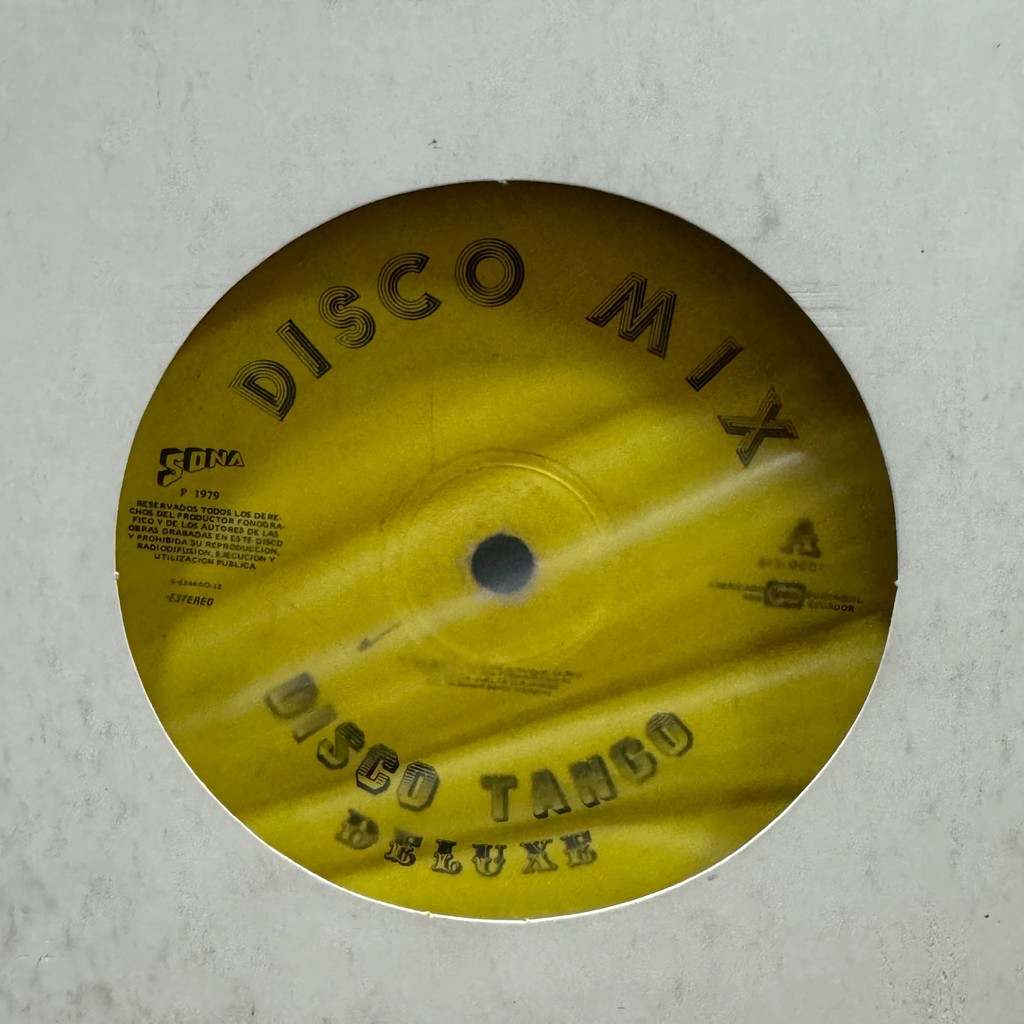 DISCO MIX
SONA
P 1979
RESERVADOS TODOS LOS DERE-
CHOS DEL PRODUCTOR FONOGRA-
FICO Y DE LOS AUTORES DE LAS
OBRAS GRABADAS EN ESTE DISCO
Y PROHIBIDA SU REPRODUCCION,
RADIODIFUSION, EJECUCION Y
UTILIZACION PUBLICA
ESTEREO
A
ECUADOR
DISCO TANGO
DELUXE